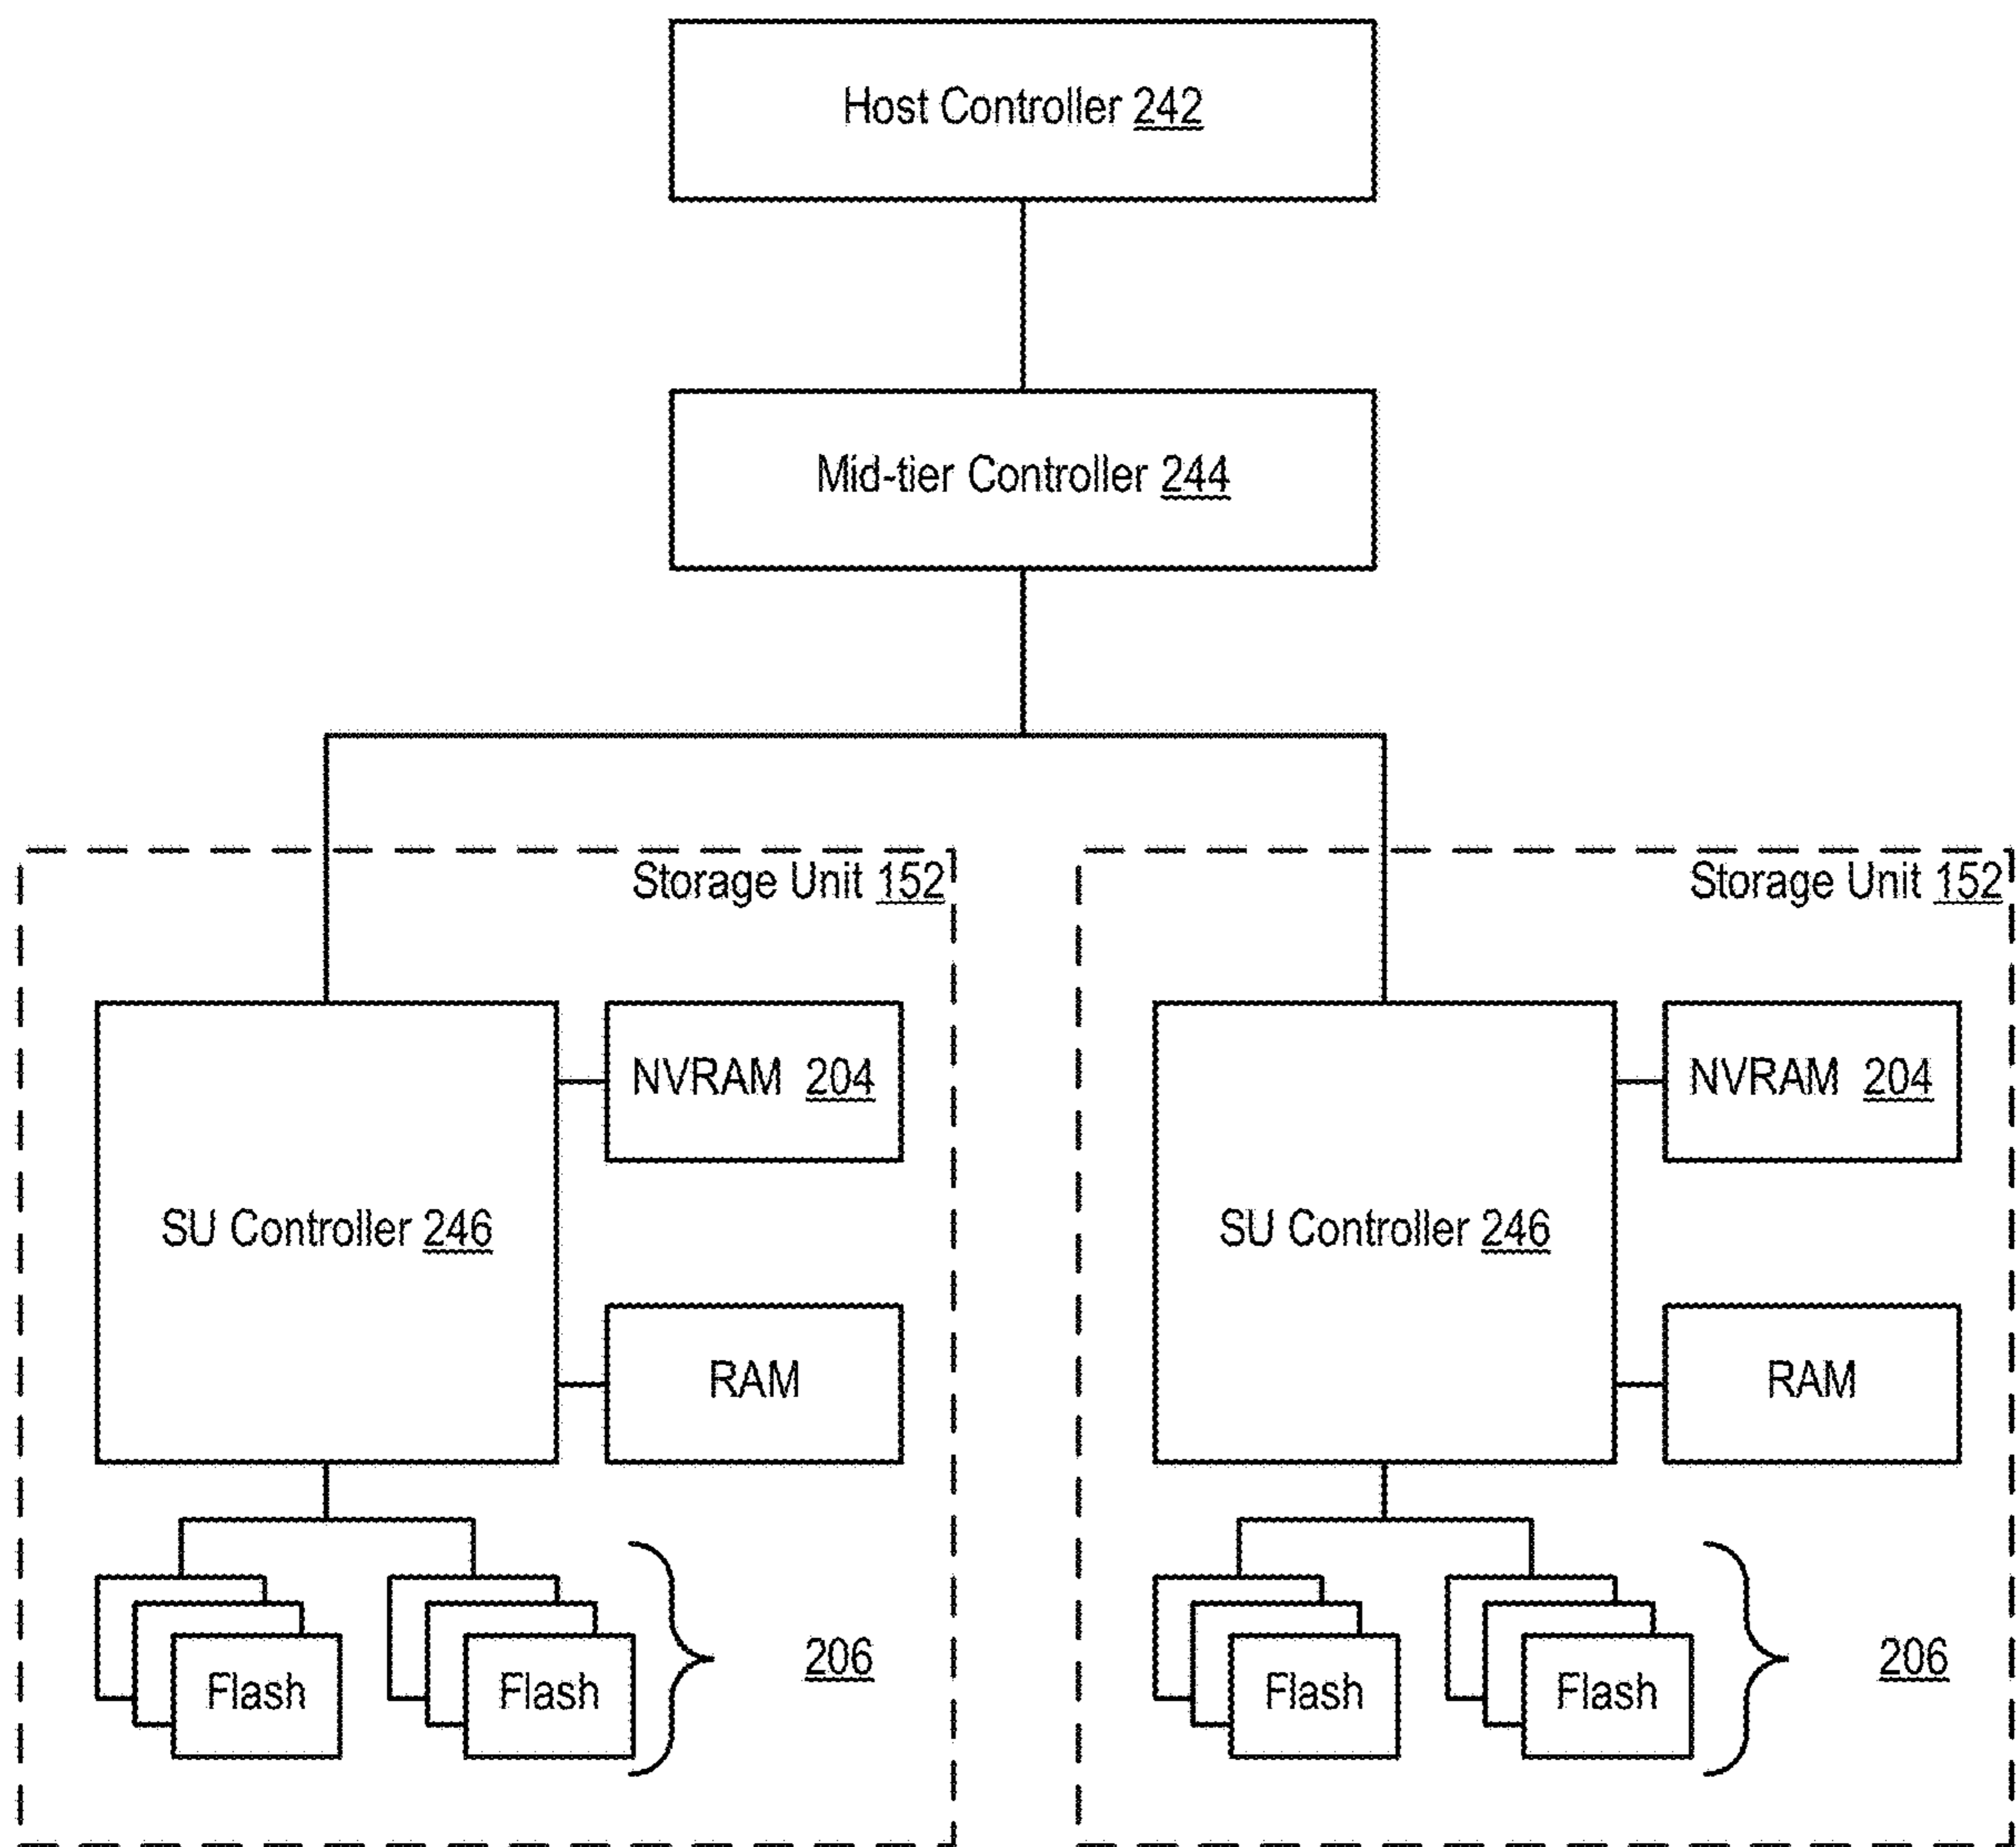 Host Controller 242
Mid-tier Controller 244
Storage Unit 152
NVRAM 204
SU Controller 246
RAM
Flash
Flash
206
Storage Unit 152
NVRAM 204
SU Controller 246
RAM
Flash
Flash
206